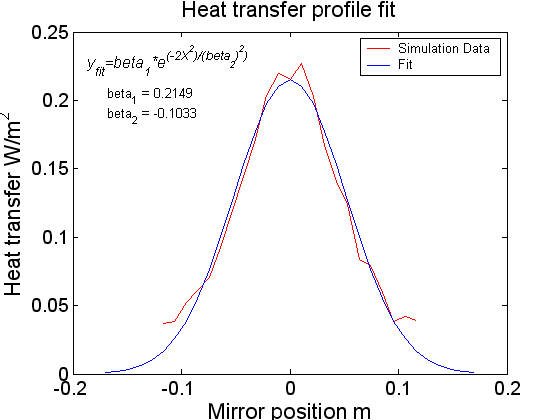 Heat transfer profile fit
y_fit=beta_1*e^(-2X^2)/(beta_2)^2)
beta_1 = 0.2149
beta_2 = -0.1033
Simulation Data
Fit
Heat transfer W/m^2
0.25
0.2
0.15
0.1
0.05
0
-0.2 -0.1 0 0.1 0.2
Mirror position m